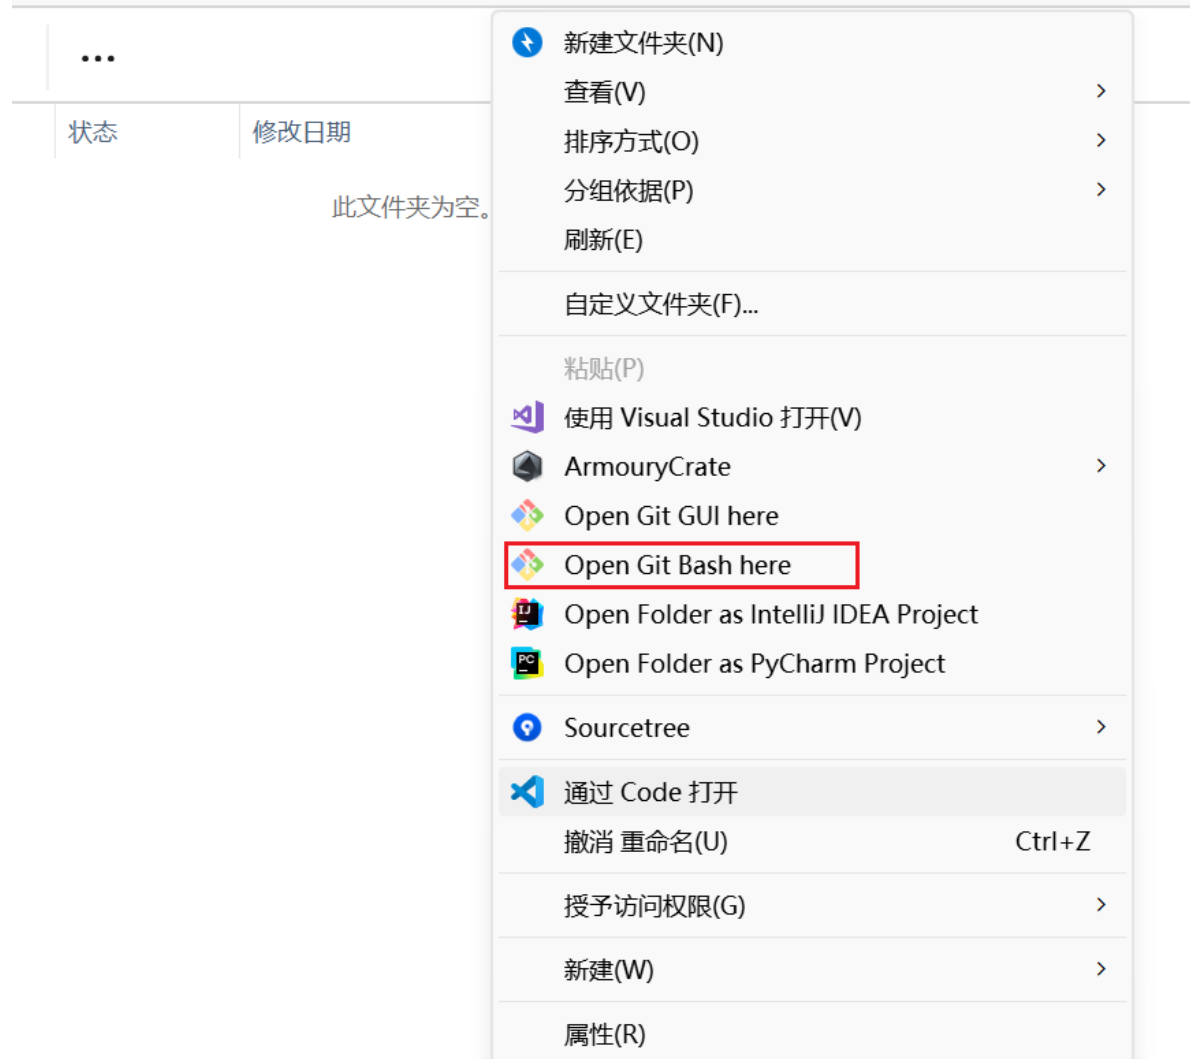 ...
状态 修改日期
此文件夹为空。
新建文件夹(N)
查看(V)
排序方式(O)
分组依据(P)
刷新(E)
自定义文件夹(F)...
粘贴(P)
使用 Visual Studio 打开(V)
ArmouryCrate
Open Git GUI here
Open Git Bash here
Open Folder as IntelliJ IDEA Project
Open Folder as PyCharm Project
Sourcetree
通过 Code 打开
撤消 重命名(U) Ctrl+Z
授予访问权限(G)
新建(W)
属性(R)